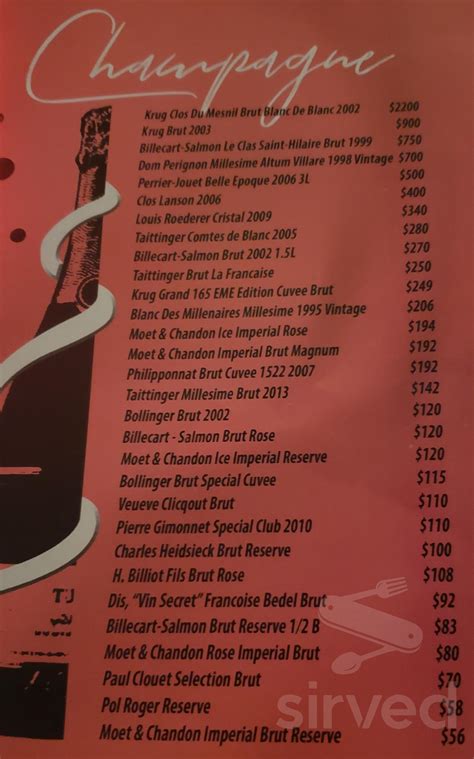 Champagne
Krug Clos Du Mesnil Brut Blanc De Blanc 2002 $2200
Krug Brut 2003 $900
Billecart-Salmon Le Clas Saint-Hilaire Brut 1999 $750
Dom Perignon Millesime Altum Villare 1998 Vintage $700
Perrier-Jouet Belle Epoque 2006 3L $500
Clos Lanson 2006 $400
Louis Roederer Cristal 2009 $340
Taittinger Comtes de Blanc 2005 $280
Billecart-Salmon Brut 2002 1.5L $270
Taittinger Brut La Francaise $250
Krug Grand 165 EME Edition Cuvee Brut $249
Blanc Des Millenaires Millesime 1995 Vintage $206
Moet & Chandon Ice Imperial Rose $194
Moet & Chandon Imperial Brut Magnum $192
Philipponnat Brut Cuvee 1522 2007 $192
Taittinger Millesime Brut 2013 $142
Bollinger Brut 2002 $120
Billecart - Salmon Brut Rose $120
Moet & Chandon Ice Imperial Reserve $120
Bollinger Brut Special Cuvee $115
Veueve Clicqout Brut $110
Pierre Gimonnet Special Club 2010 $110
Charles Heidsieck Brut Reserve $100
H. Billiot Fils Brut Rose $108
Dis, "Vin Secret" Francoise Bedel Brut $92
Billecart-Salmon Brut Reserve 1/2 B $83
Moet & Chandon Rose Imperial Brut $80
Paul Clouet Selection Brut $70
Pol Roger Reserve $58
Moet & Chandon Imperial Brut Reserve $56
sirved